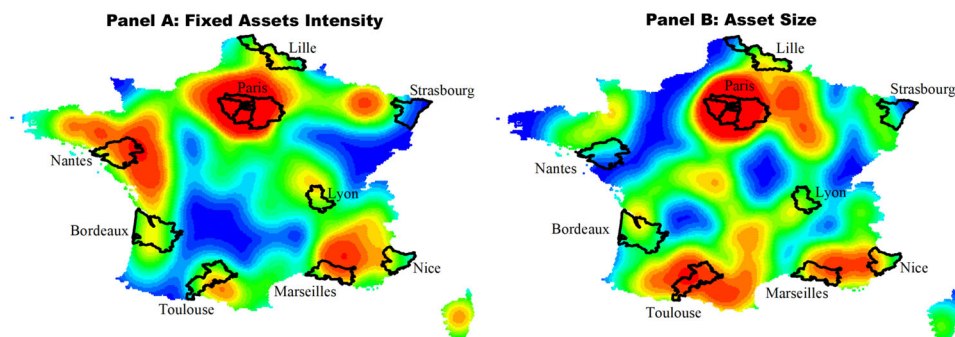 Panel A: Fixed Assets Intensity
Lille
Paris
Strasbourg
Nantes
Lyon
Bordeaux
Nice
Marseilles
Toulouse
Panel B: Asset Size
Lille
Paris
Strasbourg
Nantes
Lyon
Bordeaux
Nice
Marseilles
Toulouse